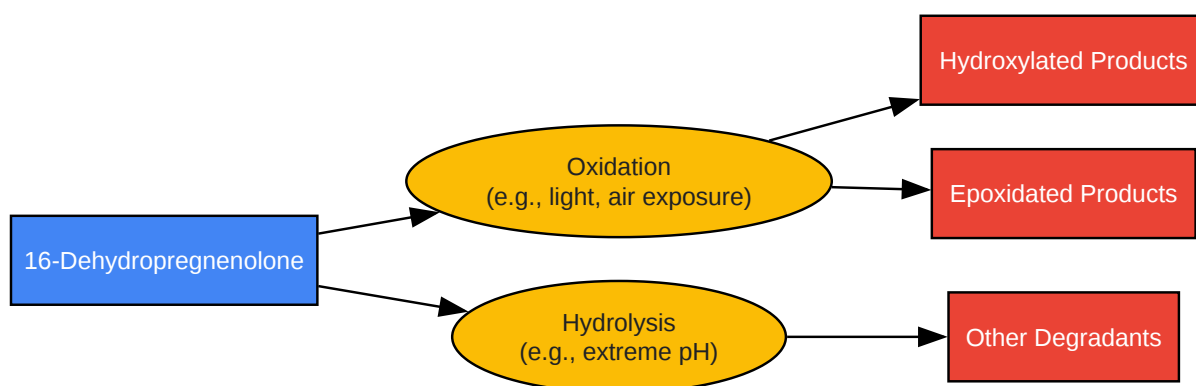 Hydroxylated Products
Oxidation
(e.g., light, air exposure)
Epoxidated Products
16-Dehydropregnenolone
Hydrolysis
(e.g., extreme pH)
Other Degradants